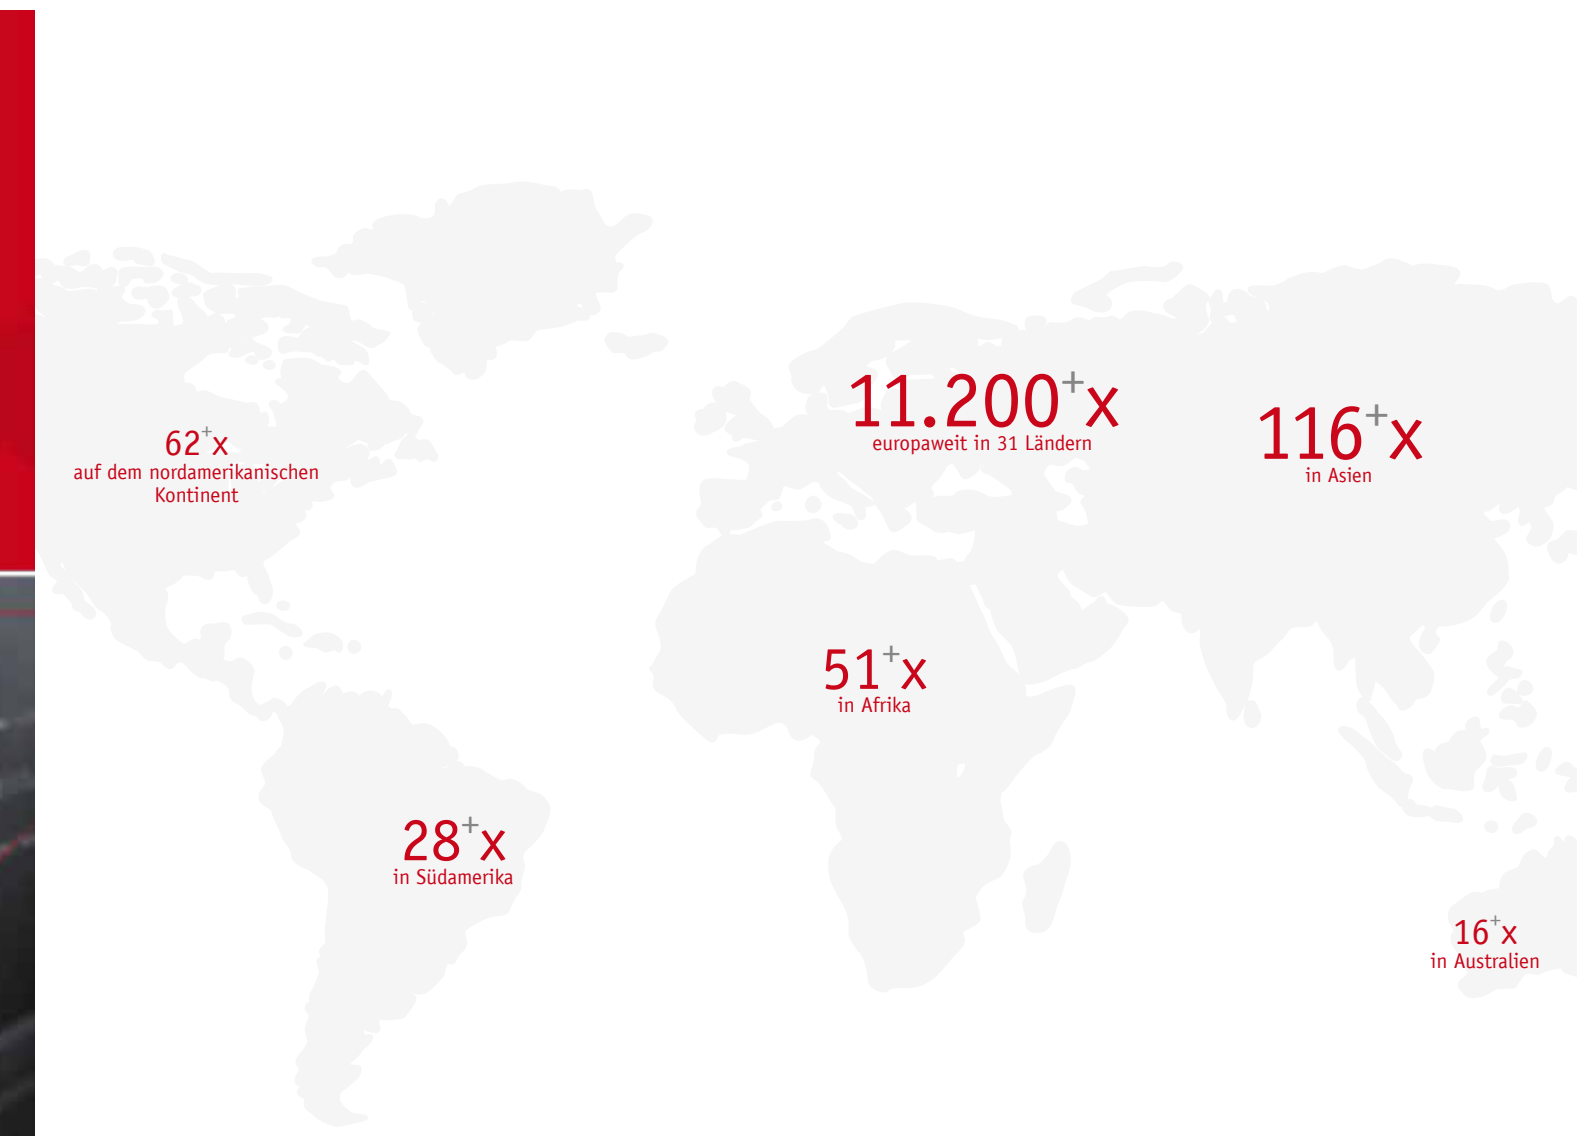 11.200+x
europaweit in 31 Ländern
116+x
in Asien
62+x
auf dem nordamerikanischen
Kontinent
51+x
in Afrika
28+x
in Südamerika
16+x
in Australien